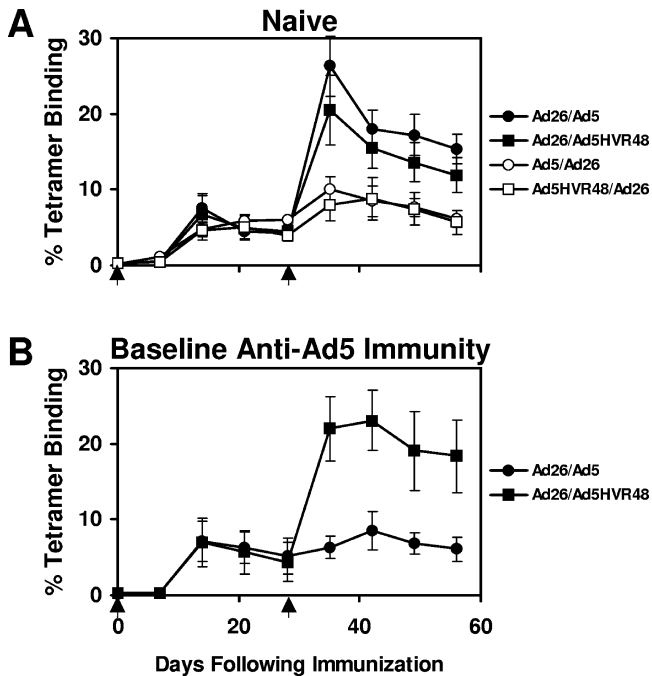 A
Naive
% Tetramer Binding
30
20
10
0
Ad26/Ad5
Ad26/Ad5HVR48
Ad5/Ad26
Ad5HVR48/Ad26
B
Baseline Anti-Ad5 Immunity
% Tetramer Binding
30
20
10
0
Ad26/Ad5
Ad26/Ad5HVR48
0 20 40 60
Days Following Immunization